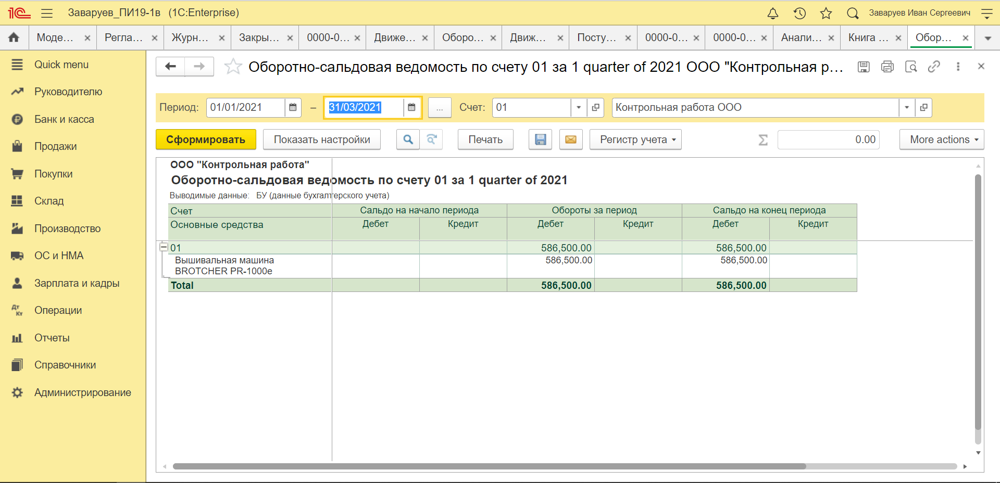 1С Заваруев_ПИ19-1в (1C:Enterprise) Заваруев Иван Сергеевич
Моде... Регла... Журн... Закры... 0000-0... Движе... Оборо... Движ... Посту... 0000-0... 0000-0... Анали... Книга ... Обор...
Quick menu
Руководителю
Банк и касса
Продажи
Покупки
Склад
Производство
ОС и НМА
Зарплата и кадры
Дт Кт Операции
Отчеты
Справочники
Администрирование
Оборотно-сальдовая ведомость по счету 01 за 1 quarter of 2021 ООО "Контрольная р...
Период: 01/01/2021 – 31/03/2021 ... Счет: 01 Контрольная работа ООО
Сформировать Показать настройки Печать Регистр учета Σ 0.00 More actions
ООО "Контрольная работа"
Оборотно-сальдовая ведомость по счету 01 за 1 quarter of 2021
Выводимые данные: БУ (данные бухгалтерского учета)
Счет Сальдо на начало периода Обороты за период Сальдо на конец периода
Основные средства Дебет Кредит Дебет Кредит Дебет Кредит
01 586,500.00 586,500.00
Вышивальная машина 586,500.00 586,500.00
BROTCHER PR-1000e
Total 586,500.00 586,500.00